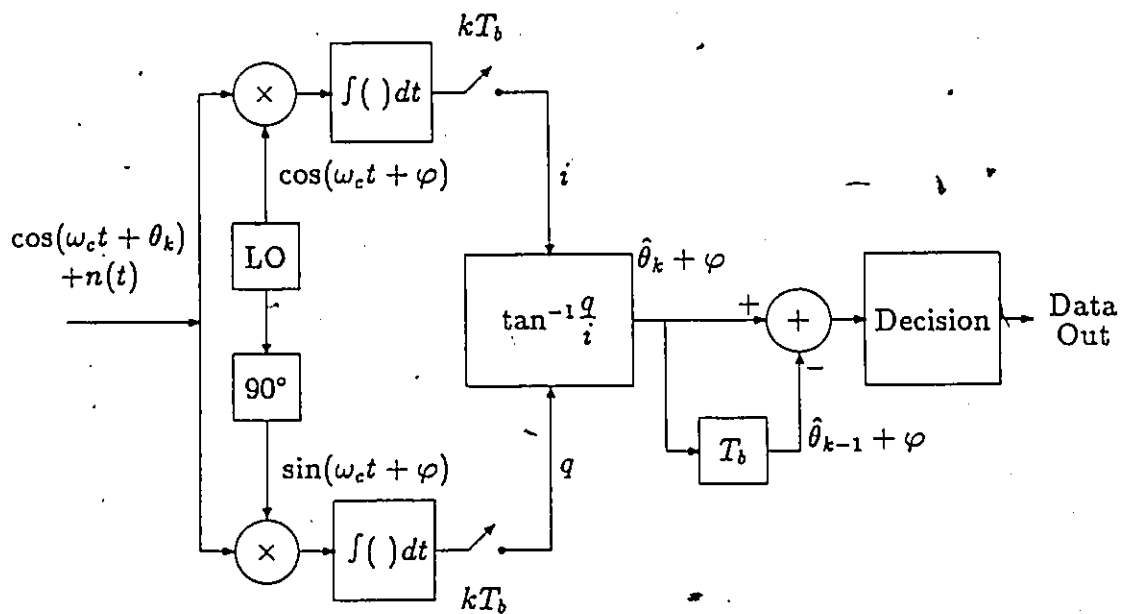 kT_b
×
∫( )dt
cos(ω_c t + φ)
i
cos(ω_c t + θ_k)
+n(t)
LO
θ̂_k + φ
tan⁻¹ q/i
+
+
−
Decision
Data
Out
90°
T_b
θ̂_{k−1} + φ
sin(ω_c t + φ)
q
×
∫( )dt
kT_b